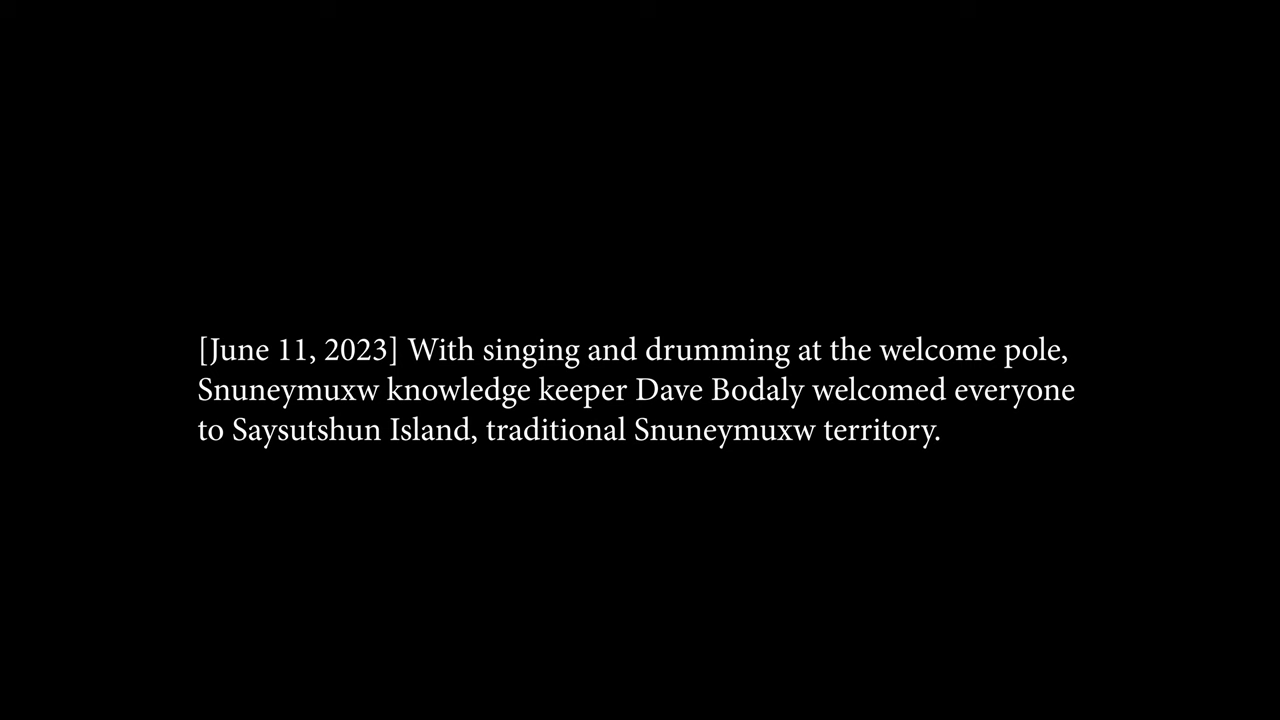 [June 11, 2023] With singing and drumming at the welcome pole,
Snuneymuxw knowledge keeper Dave Bodaly welcomed everyone
to Saysutshun Island, traditional Snuneymuxw territory.